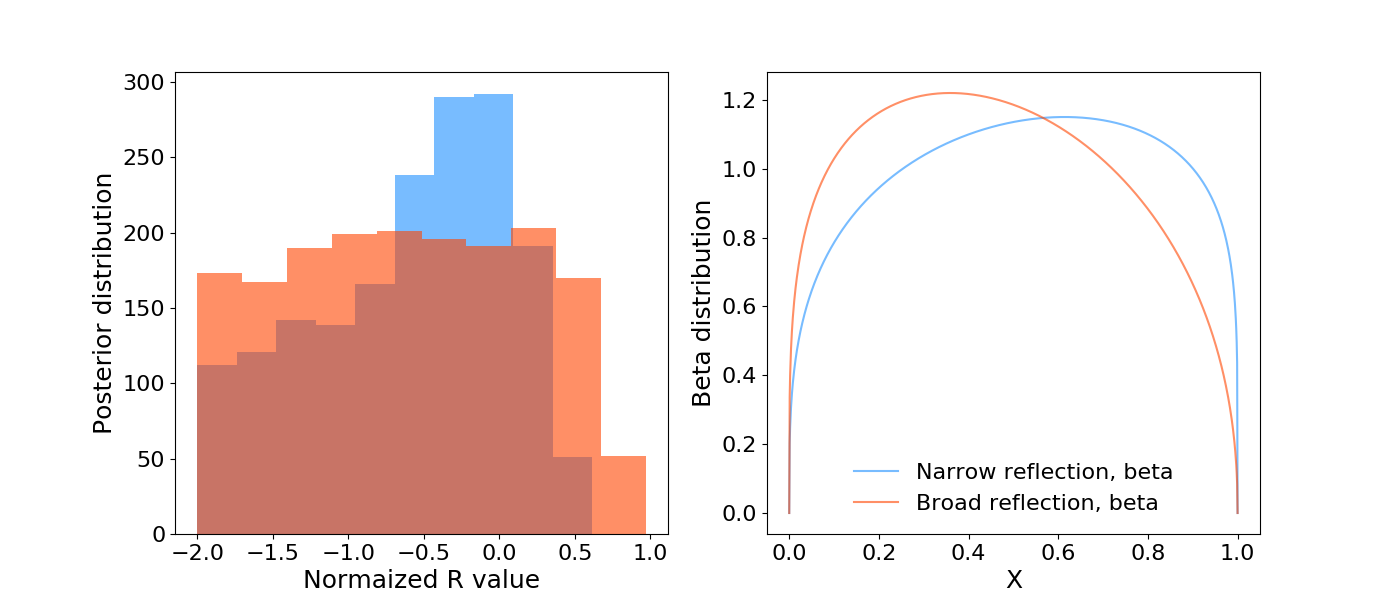 300
250
200
150
100
50
0
Posterior distribution
−2.0 −1.5 −1.0 −0.5 0.0 0.5 1.0
Normaized R value
1.2
1.0
0.8
0.6
0.4
0.2
0.0
Beta distribution
Narrow reflection, beta
Broad reflection, beta
0.0 0.2 0.4 0.6 0.8 1.0
X